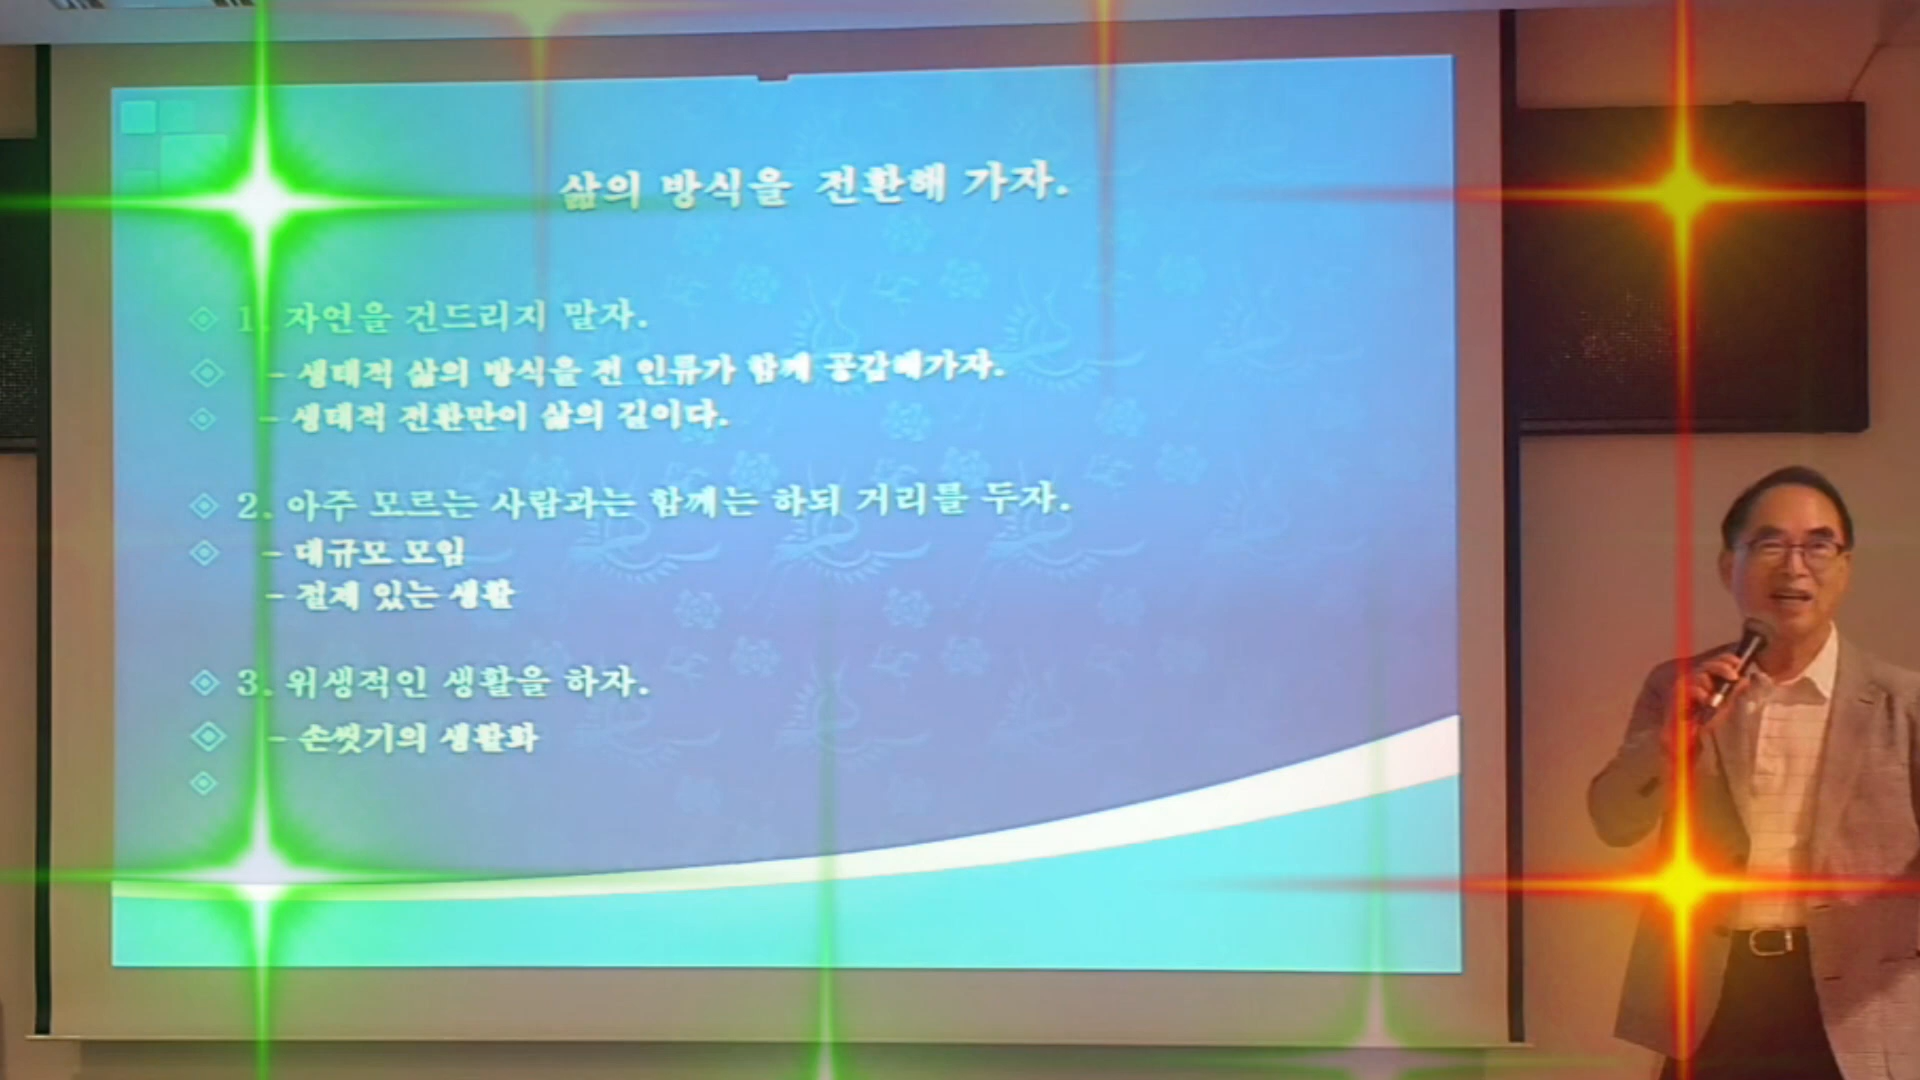 삶의 방식을 전환해 가자.
1. 자연을 건드리지 말자.
- 생태적 삶의 방식을 전 인류가 함께 공감해가자.
- 생태적 전환만이 삶의 길이다.
2. 아주 모르는 사람과는 함께는 하되 거리를 두자.
- 대규모 모임
- 절제 있는 생활
3. 위생적인 생활을 하자.
- 손씻기의 생활화